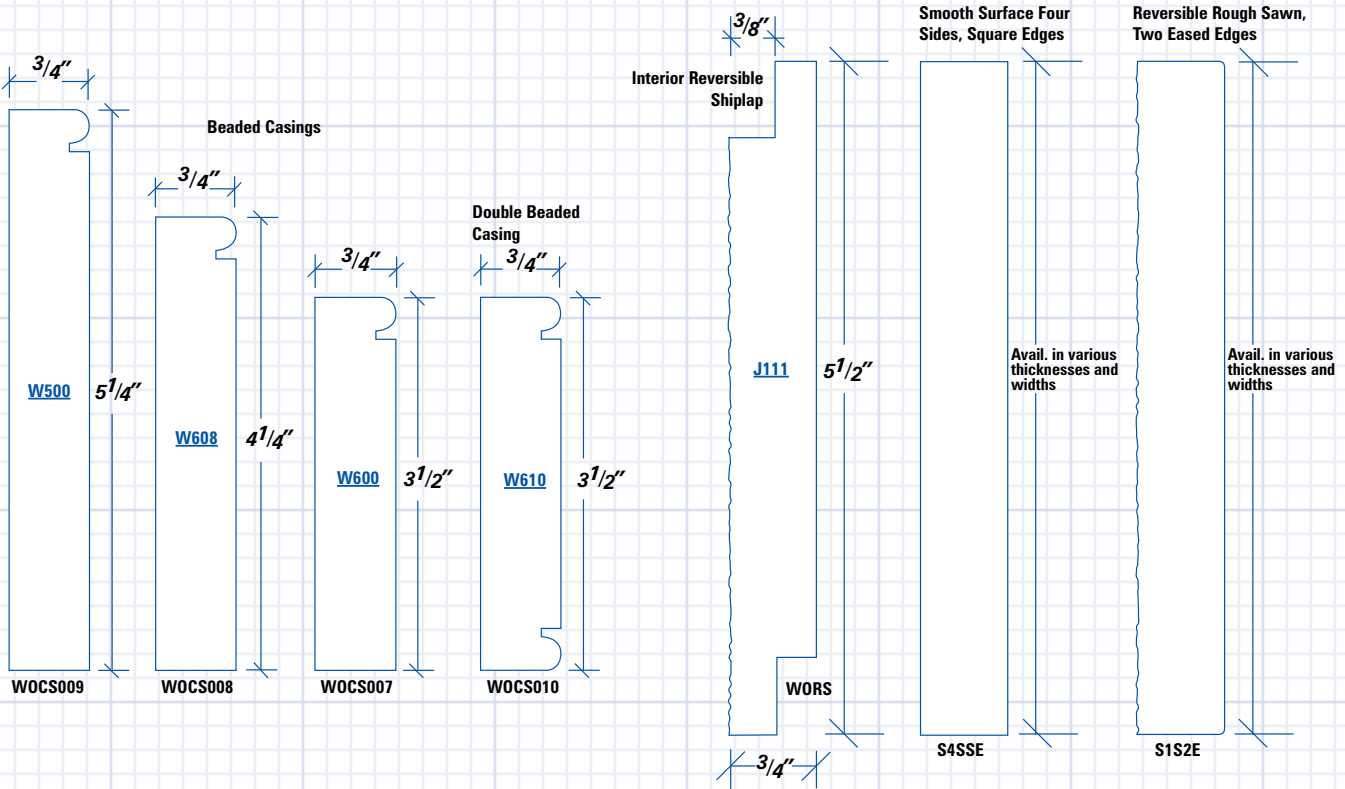 3/4"
Beaded Casings
W500
5 1/4"
WOCS009
3/4"
W608
4 1/4"
WOCS008
3/4"
W600
3 1/2"
WOCS007
Double Beaded
Casing
3/4"
W610
3 1/2"
WOCS010
3/8"
Interior Reversible
Shiplap
J111
5 1/2"
WORS
3/4"
Smooth Surface Four
Sides, Square Edges
Avail. in various
thicknesses and
widths
S4SSE
Reversible Rough Sawn,
Two Eased Edges
Avail. in various
thicknesses and
widths
S1S2E